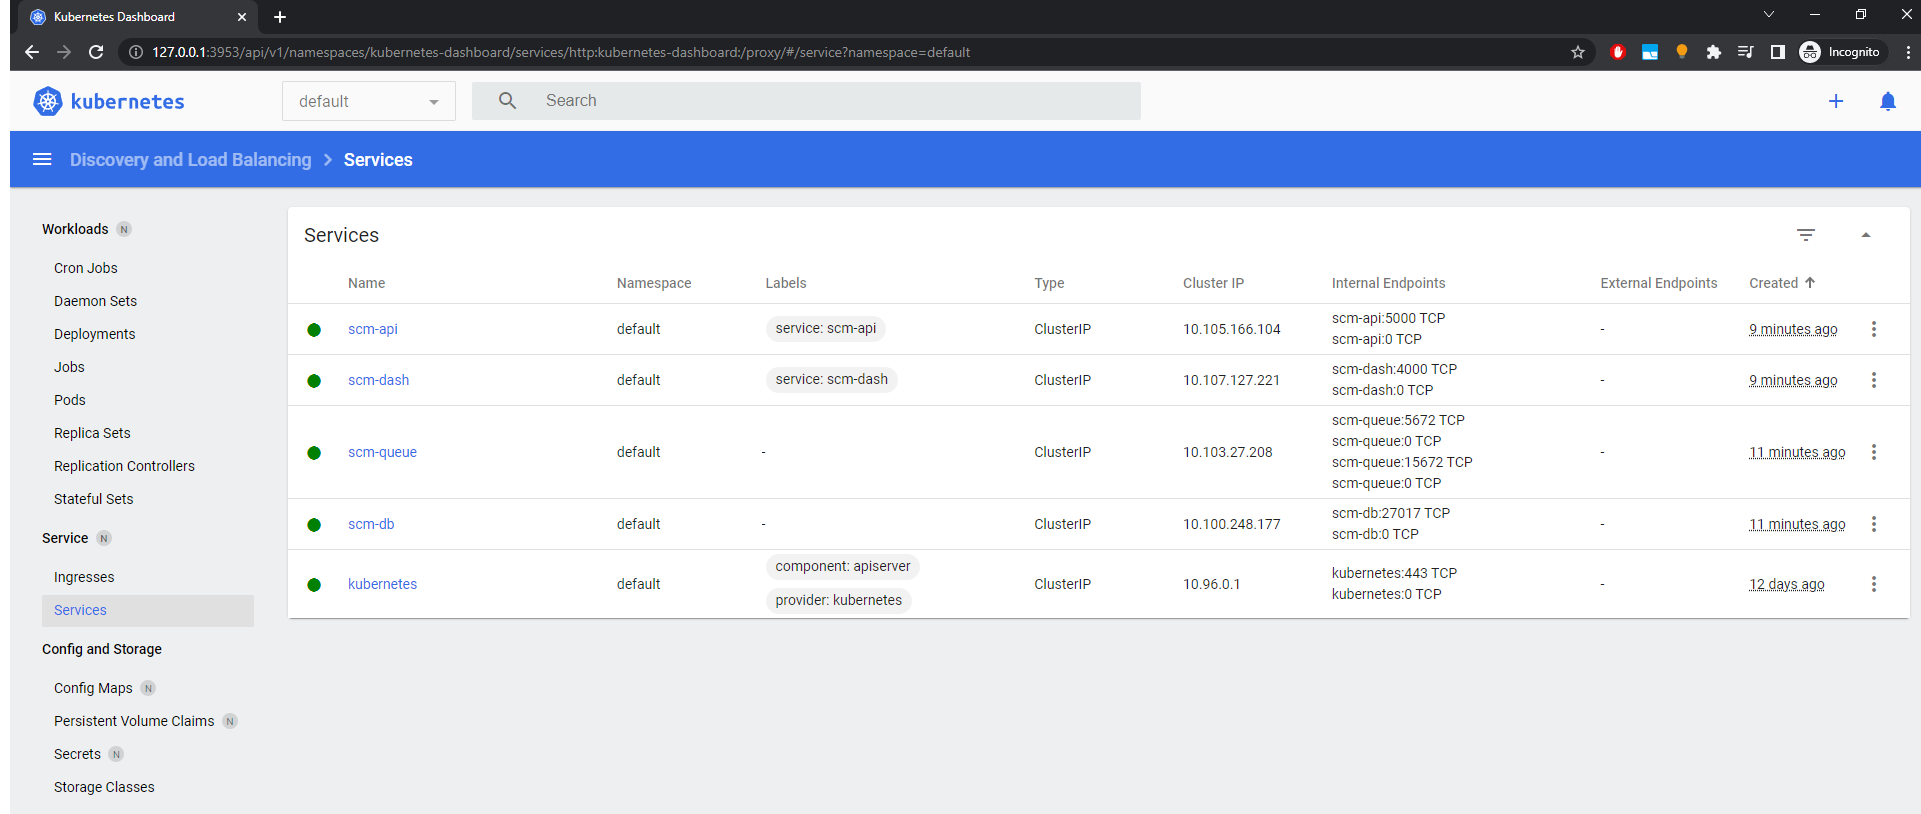 Kubernetes Dashboard
127.0.0.1:3953/api/v1/namespaces/kubernetes-dashboard/services/http:kubernetes-dashboard:/proxy/#/service?namespace=default
Incognito
kubernetes
default
Search
Discovery and Load Balancing > Services
Workloads N
Cron Jobs
Daemon Sets
Deployments
Jobs
Pods
Replica Sets
Replication Controllers
Stateful Sets
Service N
Ingresses
Services
Config and Storage
Config Maps N
Persistent Volume Claims N
Secrets N
Storage Classes
Services
Name Namespace Labels Type Cluster IP Internal Endpoints External Endpoints Created
scm-api default service: scm-api ClusterIP 10.105.166.104 scm-api:5000 TCP - 9 minutes ago
scm-api:0 TCP
scm-dash default service: scm-dash ClusterIP 10.107.127.221 scm-dash:4000 TCP - 9 minutes ago
scm-dash:0 TCP
scm-queue default - ClusterIP 10.103.27.208 scm-queue:5672 TCP - 11 minutes ago
scm-queue:0 TCP
scm-queue:15672 TCP
scm-queue:0 TCP
scm-db default - ClusterIP 10.100.248.177 scm-db:27017 TCP - 11 minutes ago
scm-db:0 TCP
kubernetes default component: apiserver ClusterIP 10.96.0.1 kubernetes:443 TCP - 12 days ago
provider: kubernetes kubernetes:0 TCP